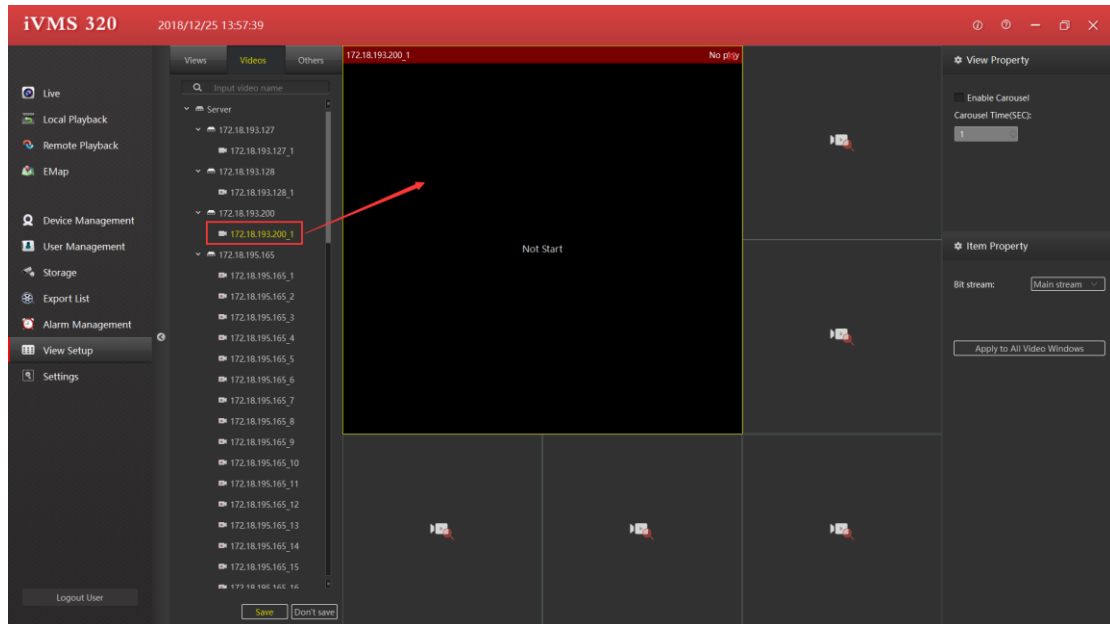 iVMS 320
2018/12/25 13:57:39
Live
Local Playback
Remote Playback
EMap
Device Management
User Management
Storage
Export List
Alarm Management
View Setup
Settings
Logout User
Views Videos Others
Input video name
Server
172.18.193.127
172.18.193.127_1
172.18.193.128
172.18.193.128_1
172.18.193.200
172.18.193.200_1
172.18.195.165
172.18.195.165_1
172.18.195.165_2
172.18.195.165_3
172.18.195.165_4
172.18.195.165_5
172.18.195.165_6
172.18.195.165_7
172.18.195.165_8
172.18.195.165_9
172.18.195.165_10
172.18.195.165_11
172.18.195.165_12
172.18.195.165_13
172.18.195.165_14
172.18.195.165_15
172.18.195.165_16
Save Don't save
172.18.193.200_1 No play
Not Start
View Property
Enable Carousel
Carousel Time(SEC):
1
Item Property
Bit stream: Main stream
Apply to All Video Windows